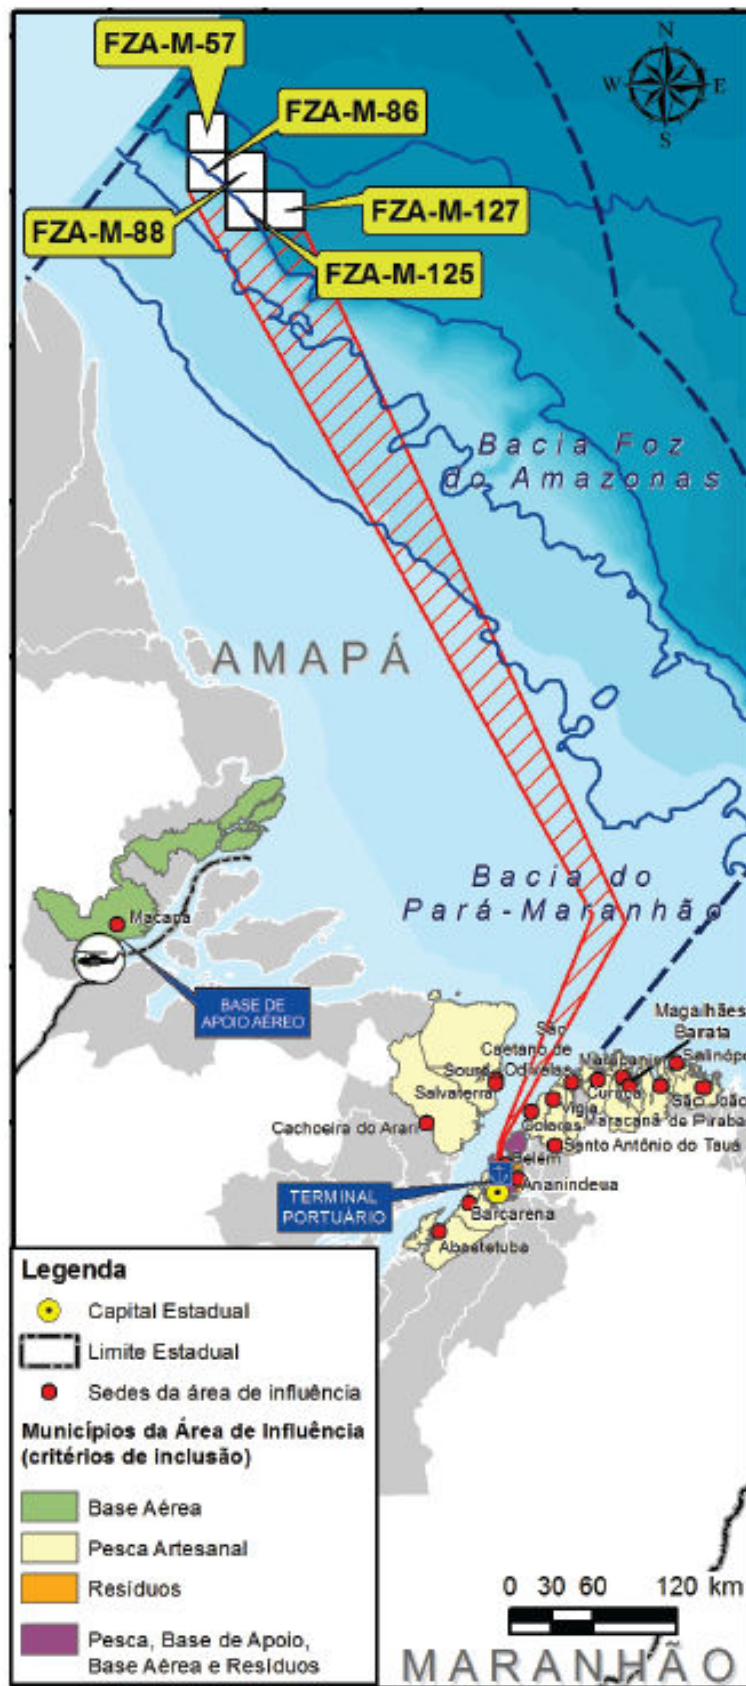 FZA-M-57
N
W
E
S
FZA-M-86
FZA-M-127
FZA-M-88
FZA-M-125
Bacia Foz
do Amazonas
AMAPÁ
Bacia do
Pará-Maranhão
Macapá
BASE DE
APOIO AÉREO
Magalhães
Barata
São
Caetano de
Odivelas
Marapanim
Salinópo
Soure
Salvaterra
Curuçá
São João
de Piraba
Vigia
Maracanã
Colares
Cachoeira do Arari
Santo Antônio do Tauá
Belém
Ananindeua
TERMINAL
PORTUÁRIO
Barcarena
Abaetetuba
Legenda
Capital Estadual
Limite Estadual
Sedes da área de influência
Municípios da Área de Influência
(critérios de inclusão)
Base Aérea
Pesca Artesanal
Resíduos
Pesca, Base de Apoio,
Base Aérea e Resíduos
0 30 60 120 km
MARANHÃO